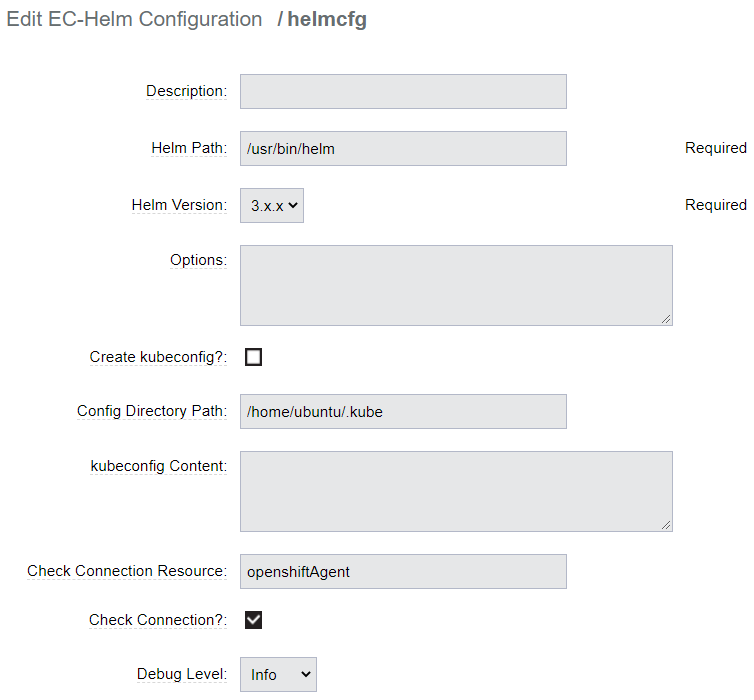 Edit EC-Helm Configuration / helmcfg
Description:
Helm Path: /usr/bin/helm Required
Helm Version: 3.x.x Required
Options:
Create kubeconfig?:
Config Directory Path: /home/ubuntu/.kube
kubeconfig Content:
Check Connection Resource: openshiftAgent
Check Connection?:
Debug Level: Info